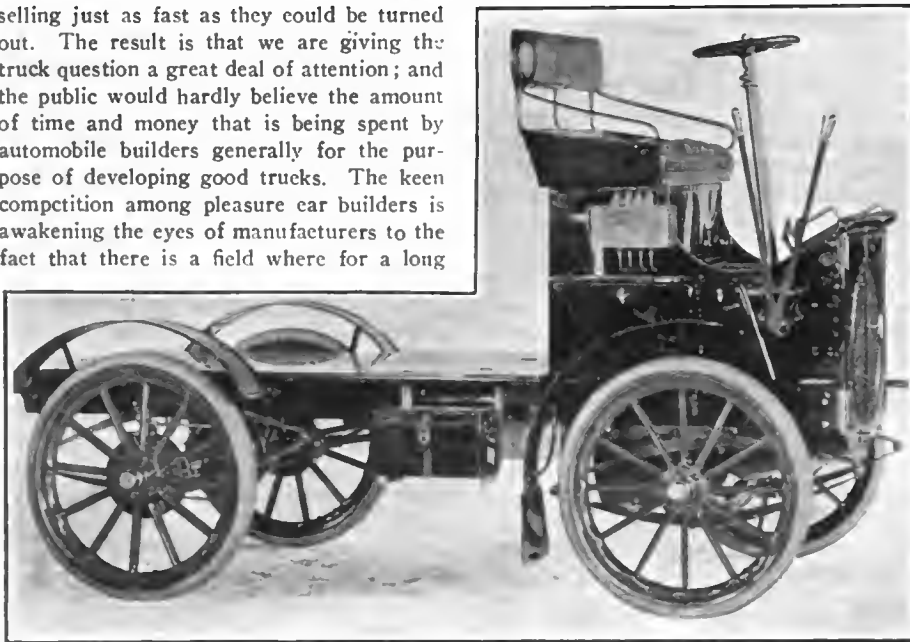 selling just as fast as they could be turned
out. The result is that we are giving the
truck question a great deal of attention; and
the public would hardly believe the amount
of time and money that is being spent by
automobile builders generally for the pur-
pose of developing good trucks. The keen
competition among pleasure car builders is
awakening the eyes of manufacturers to the
fact that there is a field where for a long